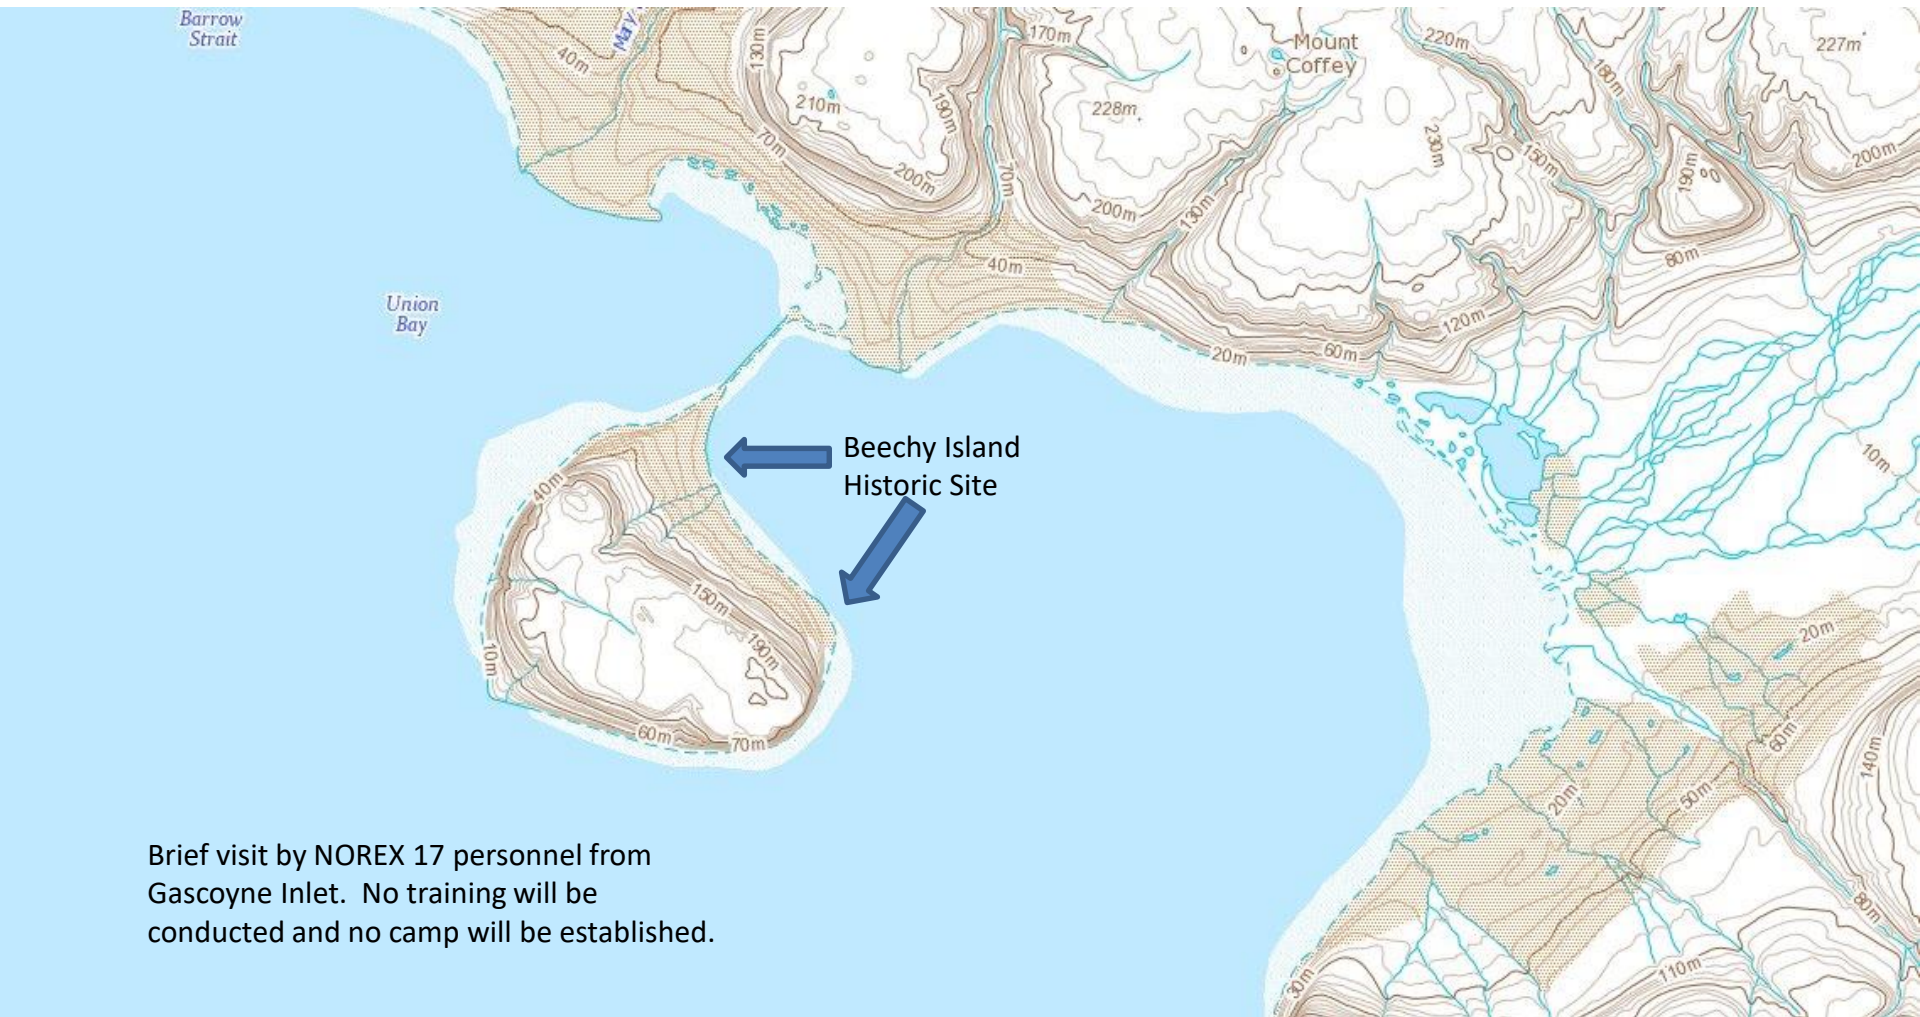 Barrow
Strait
40m
130m
170m
Mount
Coffey
220m
227m
180m
210m
190m
228m
230m
150m
190m
200m
70m
200m
70m
200m
130m
80m
40m
Union
Bay
120m
20m
60m
Beechy Island
Historic Site
10m
40m
150m
190m
10m
20m
60m
70m
60m
140m
20m
50m
Brief visit by NOREX 17 personnel from
Gascoyne Inlet. No training will be
conducted and no camp will be established.
80m
110m
30m